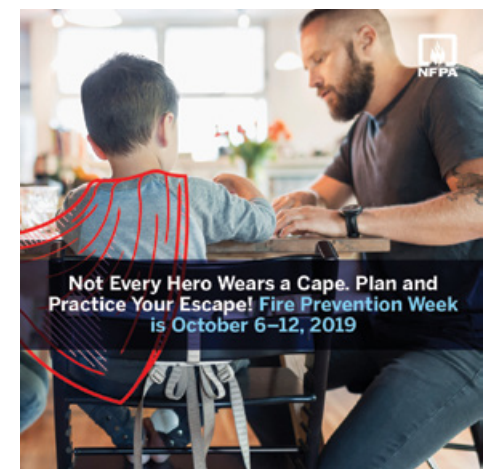 NFPA
Not Every Hero Wears a Cape. Plan and
Practice Your Escape! Fire Prevention Week
is October 6–12, 2019